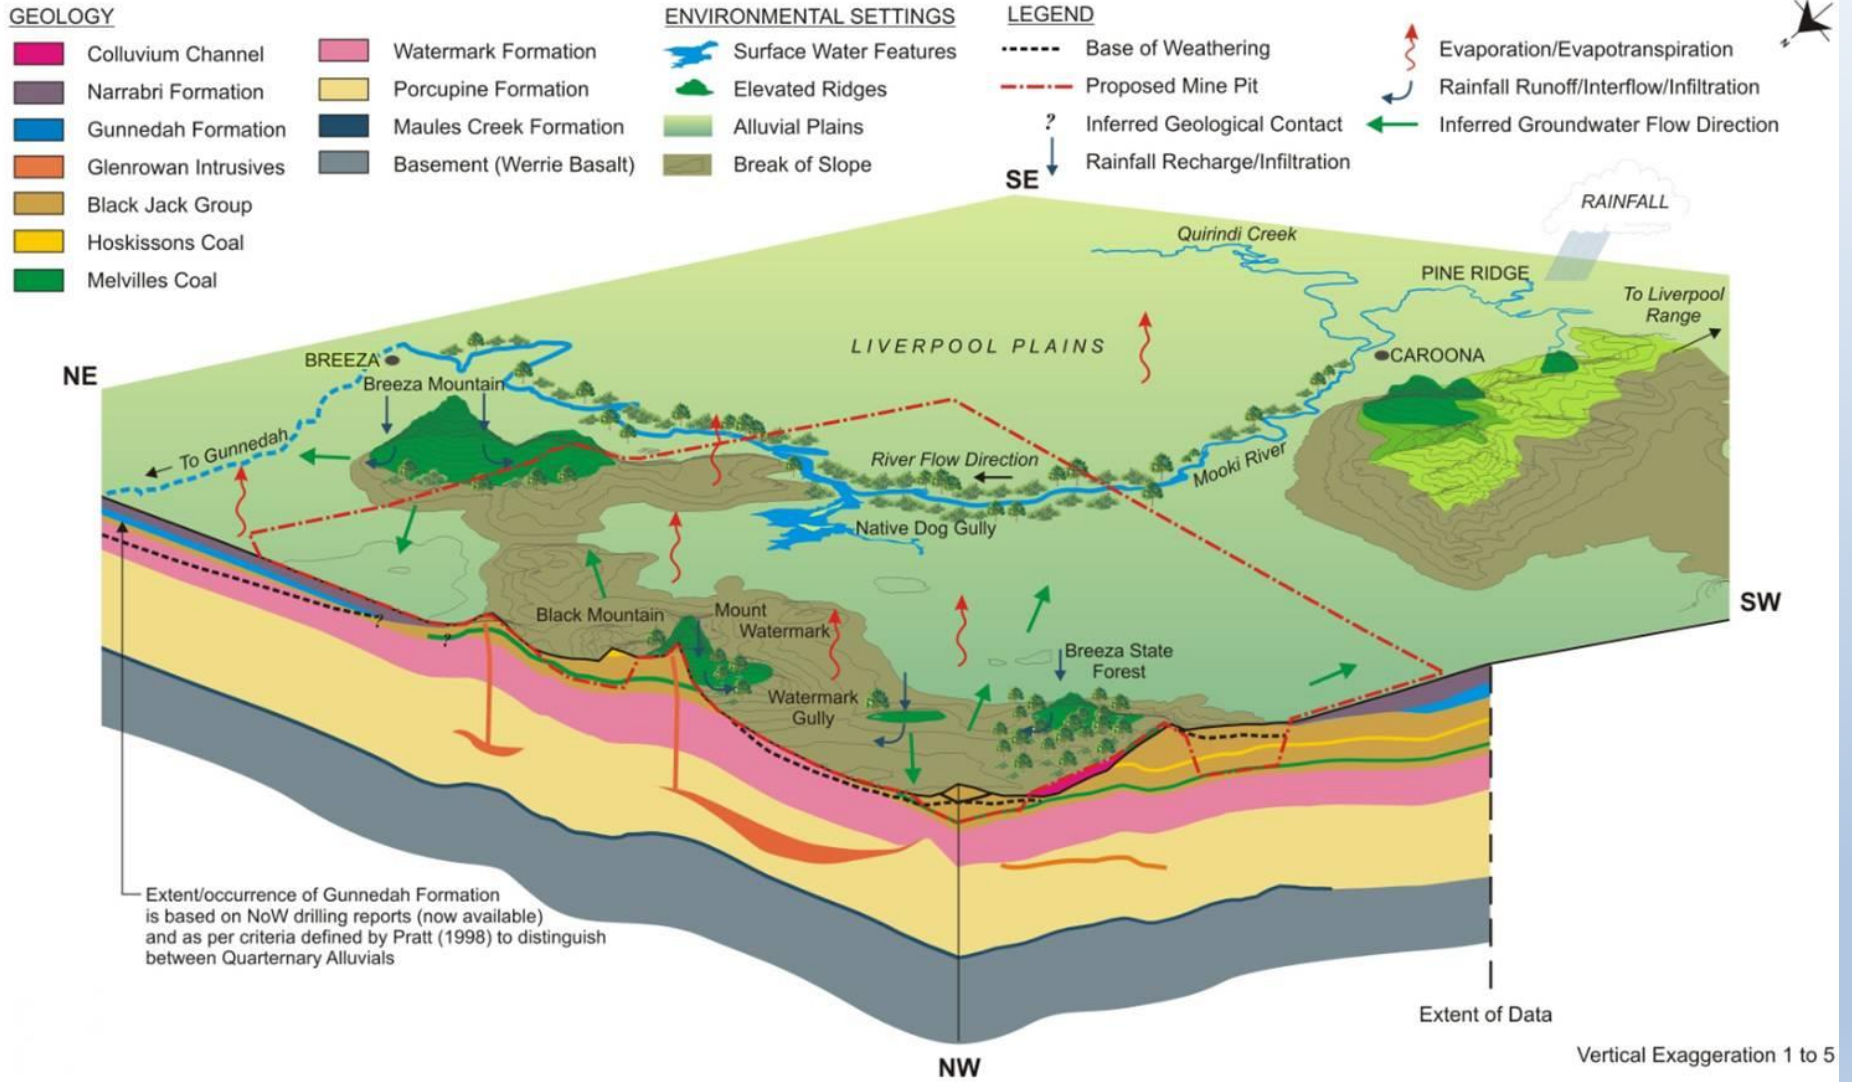 GEOLOGY
Colluvium Channel
Narrabri Formation
Gunnedah Formation
Glenrowan Intrusives
Black Jack Group
Hoskissons Coal
Melvilles Coal
Watermark Formation
Porcupine Formation
Maules Creek Formation
Basement (Werrie Basalt)
ENVIRONMENTAL SETTINGS
Surface Water Features
Elevated Ridges
Alluvial Plains
Break of Slope
LEGEND
Base of Weathering
Proposed Mine Pit
? Inferred Geological Contact
Rainfall Recharge/Infiltration
Evaporation/Evapotranspiration
Rainfall Runoff/Interflow/Infiltration
Inferred Groundwater Flow Direction
N
SE
RAINFALL
Quirindi Creek
PINE RIDGE
To Liverpool
Range
LIVERPOOL PLAINS
CAROONA
BREEZA
NE
Breeza Mountain
To Gunnedah
River Flow Direction
Mooki River
Native Dog Gully
SW
Black Mountain
Mount
Watermark
?
?
Breeza State
Forest
Watermark
Gully
Extent/occurrence of Gunnedah Formation
is based on NoW drilling reports (now available)
and as per criteria defined by Pratt (1998) to distinguish
between Quarternary Alluvials
Extent of Data
NW
Vertical Exaggeration 1 to 5